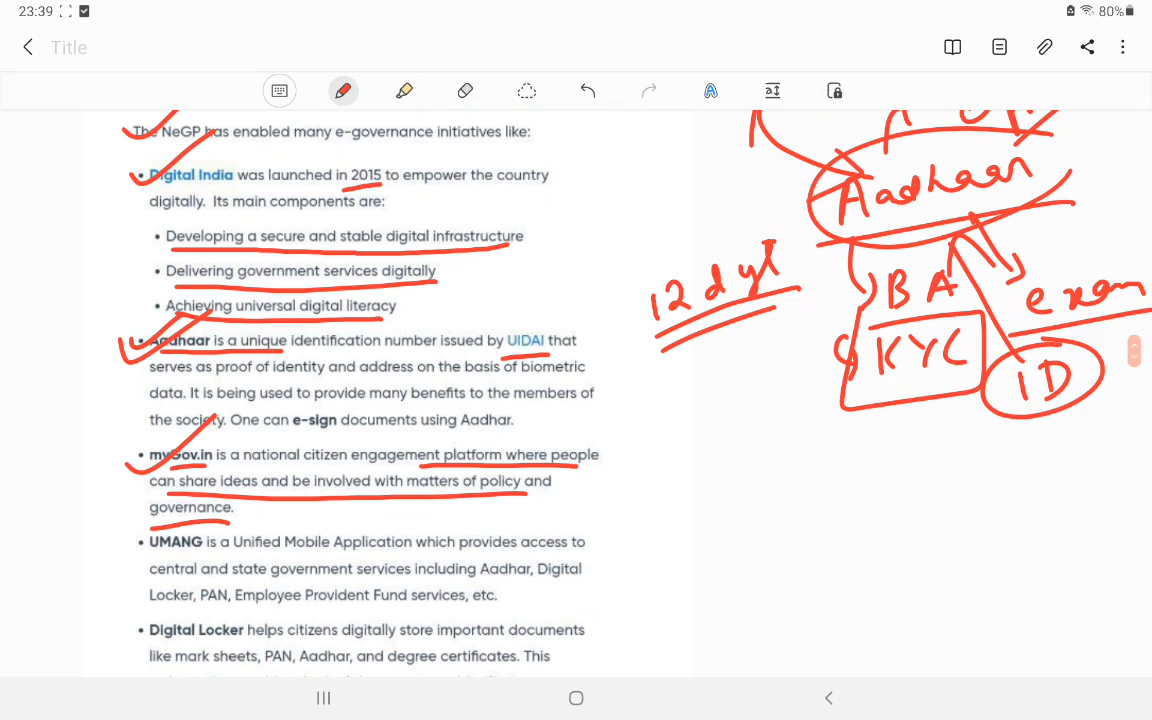 23:39
80%
Title
The NeGP has enabled many e-governance initiatives like:
• Digital India was launched in 2015 to empower the country
digitally. Its main components are:
• Developing a secure and stable digital infrastructure
• Delivering government services digitally
• Achieving universal digital literacy
• Aadhaar is a unique identification number issued by UIDAI that
serves as proof of identity and address on the basis of biometric
data. It is being used to provide many benefits to the members of
the society. One can e-sign documents using Aadhar.
• myGov.in is a national citizen engagement platform where people
can share ideas and be involved with matters of policy and
governance.
• UMANG is a Unified Mobile Application which provides access to
central and state government services including Aadhar, Digital
Locker, PAN, Employee Provident Fund services, etc.
• Digital Locker helps citizens digitally store important documents
like mark sheets, PAN, Aadhar, and degree certificates. This
Aadhaar
12
BA
exam
KYC
ID